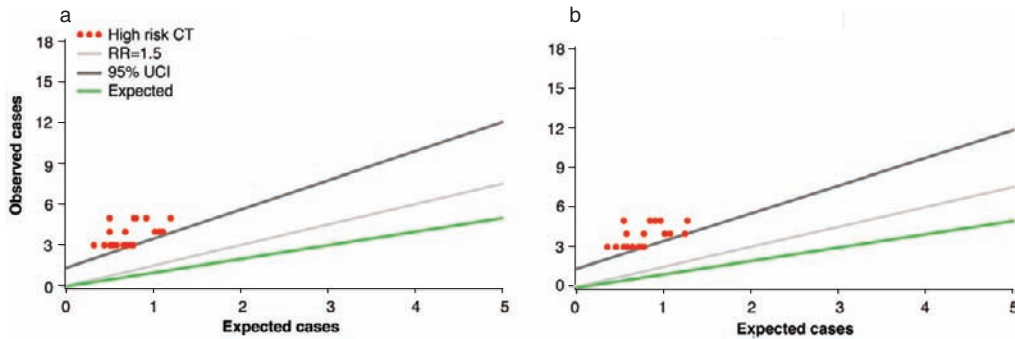 a
18
15
12
9
6
3
0
Observed cases
High risk CT
RR=1.5
95% UCI
Expected
0 1 2 3 4 5
Expected cases
b
18
15
12
9
6
3
0
0 1 2 3 3 5
Expected cases